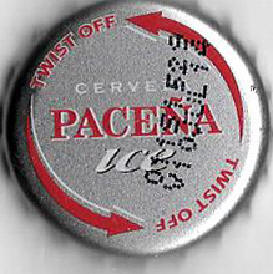 TWIST OFF
CERVE
PACENA
ice
TWIST OFF